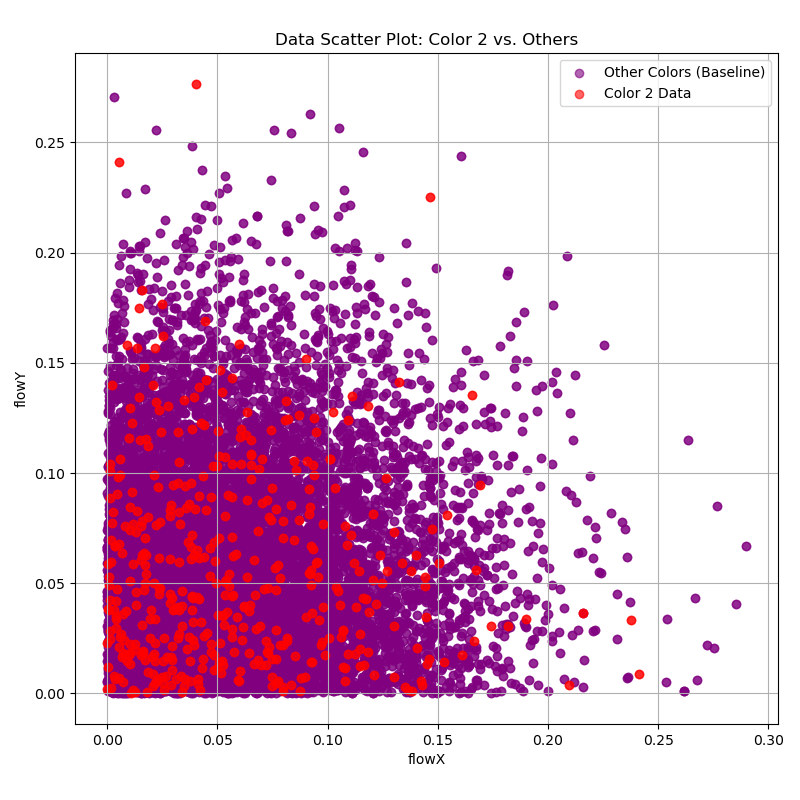 Data Scatter Plot: Color 2 vs. Others
Other Colors (Baseline)
Color 2 Data
flowY
0.25
0.20
0.15
0.10
0.05
0.00
0.00 0.05 0.10 0.15 0.20 0.25 0.30
flowX